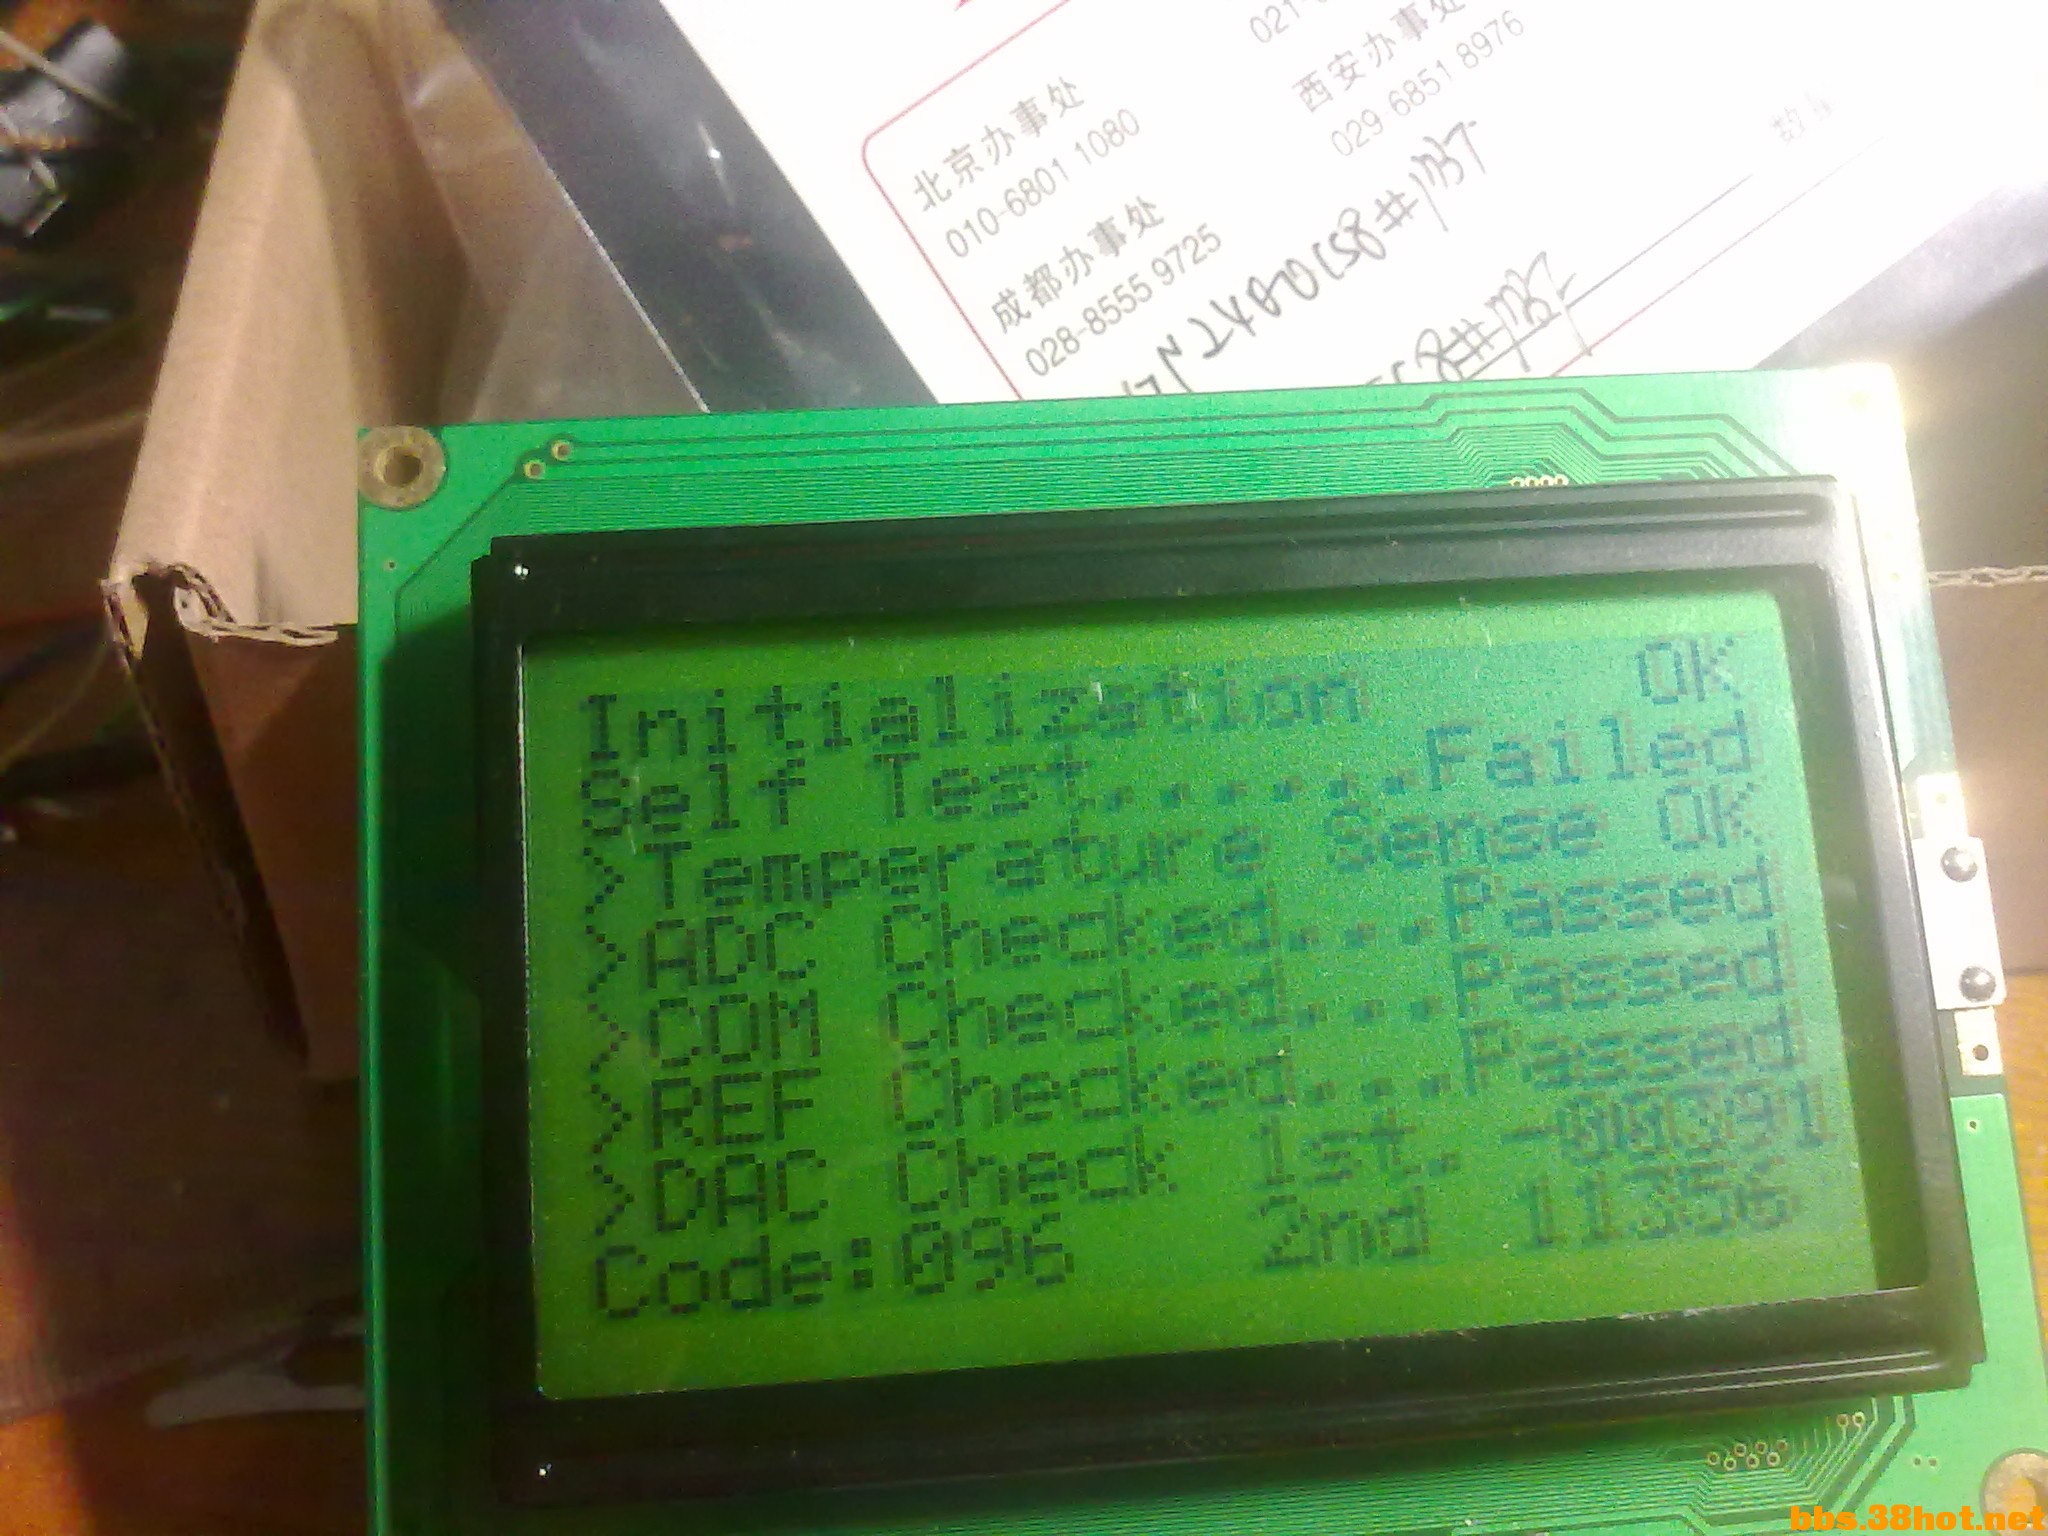 021-
西安办事处
029 6851 8976
北京办事处
010-6801 1080
成都办事处
028-8555 9725
Initialization OK
Self Test.......Failed
>Temperature Sense OK
>ADC Checked....Passed
>COM Checked....Passed
>REF Checked....Passed
>DAC Check 1st.
Code:096 2nd 11356
bbs.38hot.net